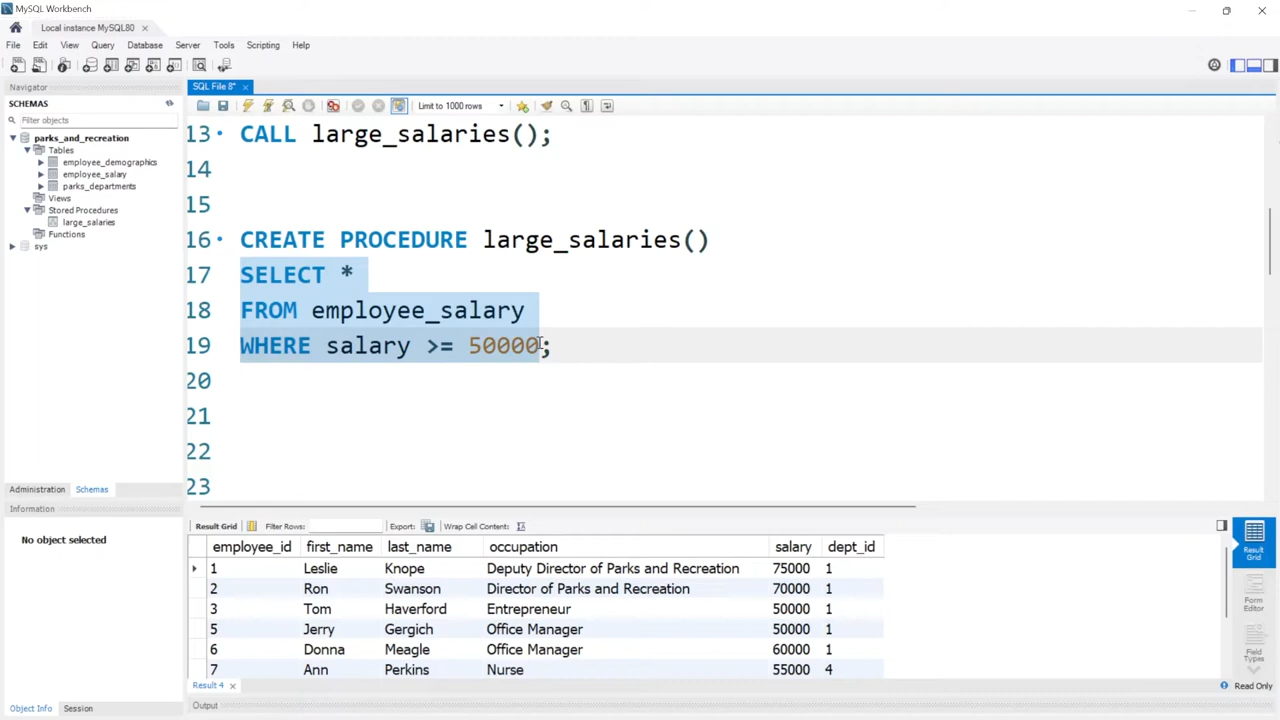 MySQL Workbench
Local instance MySQL80
File Edit View Query Database Server Tools Scripting Help
Navigator
SCHEMAS
Filter objects
parks_and_recreation
Tables
employee_demographics
employee_salary
parks_departments
Views
Stored Procedures
large_salaries
Functions
sys
Administration Schemas
Information
No object selected
Object Info Session
SQL File 8*
Limit to 1000 rows
13 CALL large_salaries();
14
15
16 CREATE PROCEDURE large_salaries()
17 SELECT *
18 FROM employee_salary
19 WHERE salary >= 50000;
20
21
22
23
Result Grid Filter Rows: Export: Wrap Cell Content:
employee_id first_name last_name occupation salary dept_id
1 Leslie Knope Deputy Director of Parks and Recreation 75000 1
2 Ron Swanson Director of Parks and Recreation 70000 1
3 Tom Haverford Entrepreneur 50000 1
5 Jerry Gergich Office Manager 50000 1
6 Donna Meagle Office Manager 60000 1
7 Ann Perkins Nurse 55000 4
Result Grid
Form Editor
Field Types
Result 4
Read Only
Output